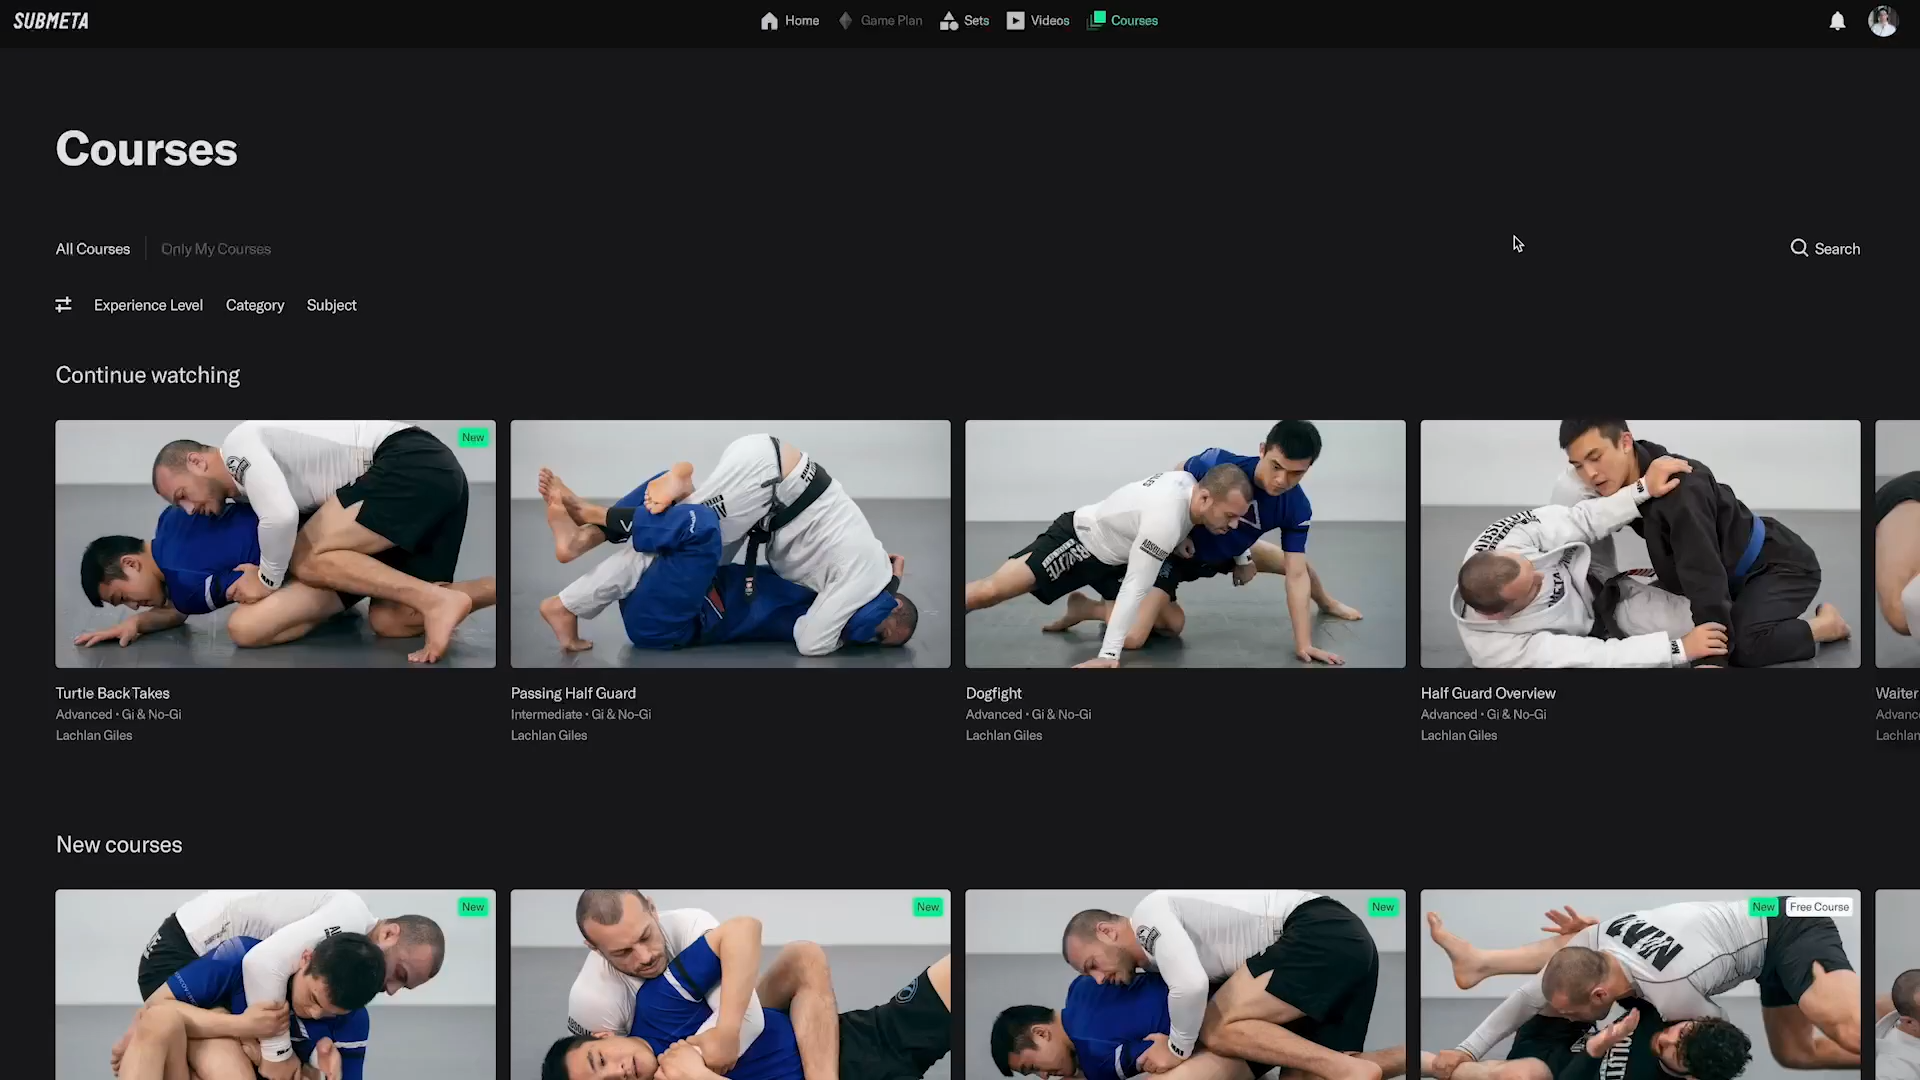 SUBMETA
Home
Game Plan
Sets
Videos
Courses
Courses
All Courses
Only My Courses
Search
Experience Level
Category
Subject
Continue watching
New
Turtle Back Takes
Advanced • Gi & No-Gi
Lachlan Giles
Passing Half Guard
Intermediate • Gi & No-Gi
Lachlan Giles
Dogfight
Advanced • Gi & No-Gi
Lachlan Giles
Half Guard Overview
Advanced • Gi & No-Gi
Lachlan Giles
Waiter
Advanc
Lachlan
New courses
New
New
New
New
Free Course